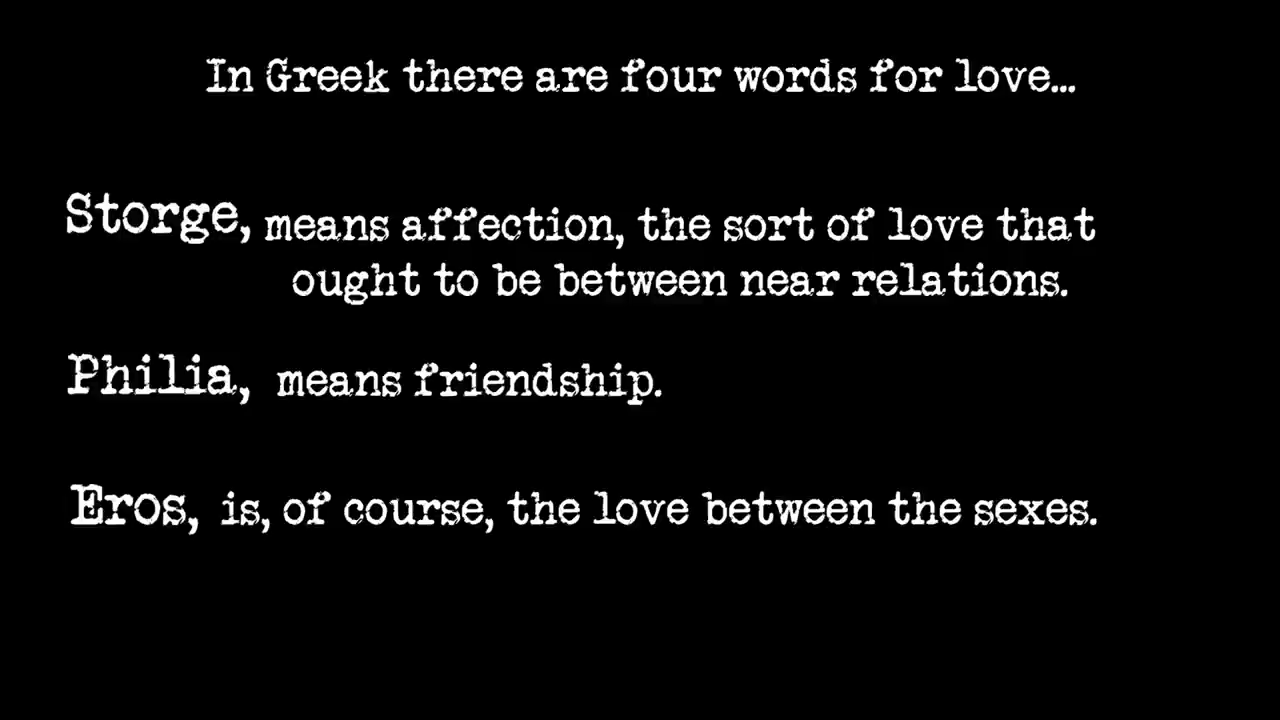 In Greek there are four words for love...
Storge, means affection, the sort of love that
ought to be between near relations.
Philia, means friendship.
Eros, is, of course, the love between the sexes.